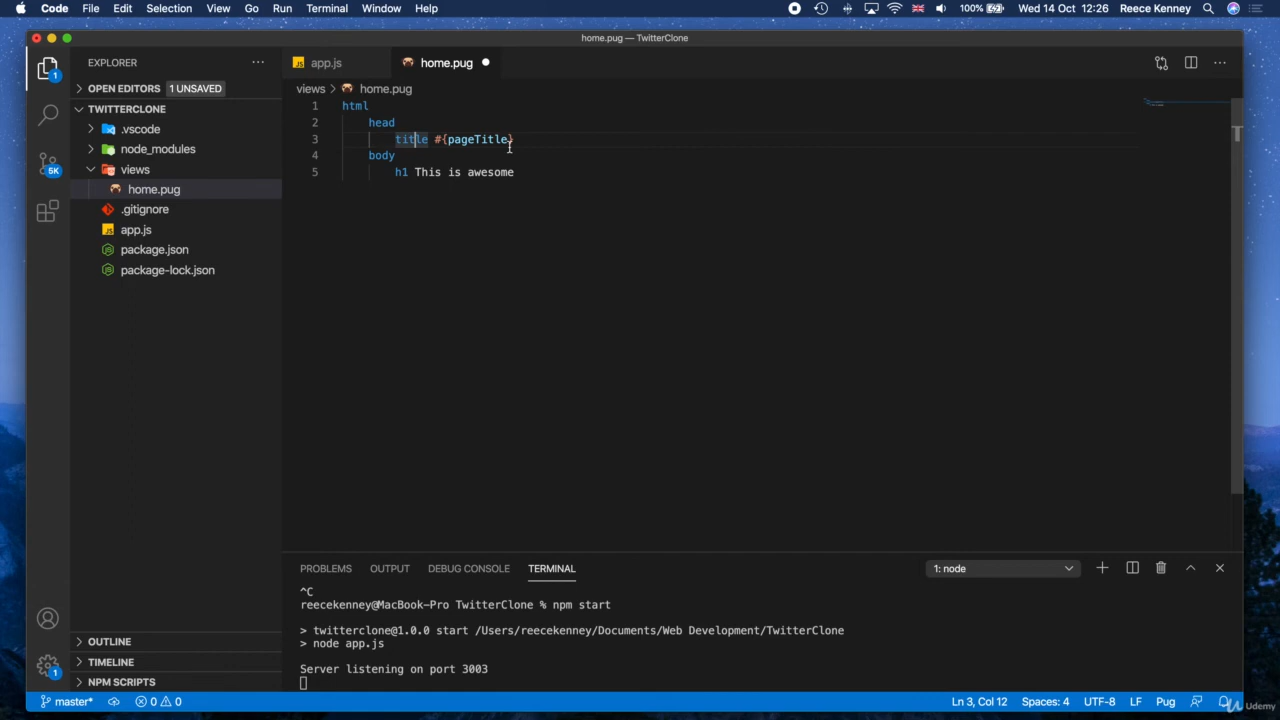 Code File Edit Selection View Go Run Terminal Window Help 100% Wed 14 Oct 12:26 Reece Kenney
home.pug — TwitterClone
EXPLORER
app.js
home.pug
OPEN EDITORS 1 UNSAVED
views > home.pug
TWITTERCLONE
.vscode
node_modules
views
home.pug
.gitignore
app.js
package.json
package-lock.json
1
5K
1 html
2 head
3 title #{pageTitle}
4 body
5 h1 This is awesome
PROBLEMS OUTPUT DEBUG CONSOLE TERMINAL 1: node
^C
reecekenney@MacBook-Pro TwitterClone % npm start
> twitterclone@1.0.0 start /Users/reecekenney/Documents/Web Development/TwitterClone
> node app.js
Server listening on port 3003
OUTLINE
TIMELINE
NPM SCRIPTS
1
master* 0 0 Ln 3, Col 12 Spaces: 4 UTF-8 LF Pug
Udemy